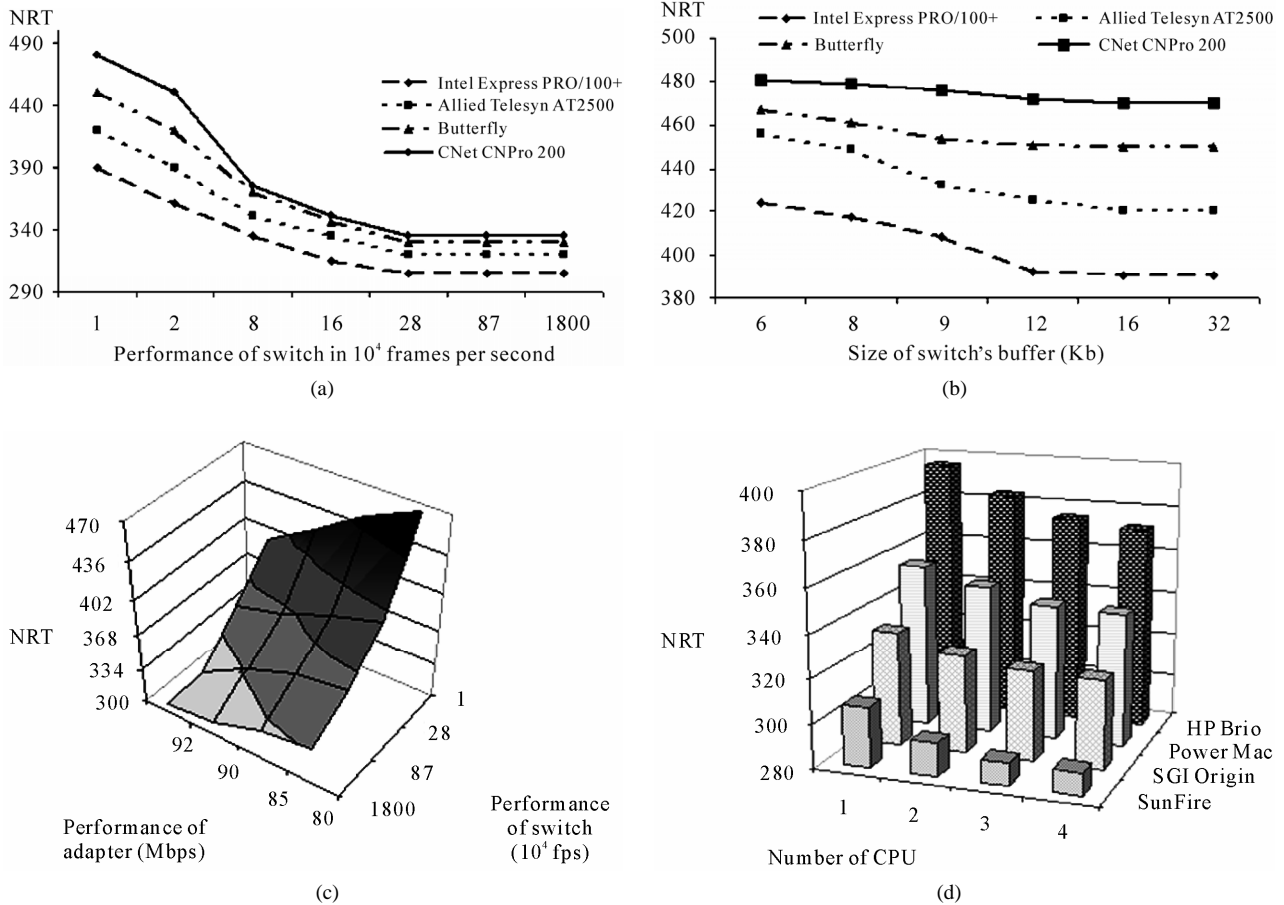 NRT
490
440
390
340
290
Intel Express PRO/100+
Allied Telesyn AT2500
Butterfly
CNet CNPro 200
1 2 8 16 28 87 1800
Performance of switch in 10⁴ frames per second
(a)
NRT
Intel Express PRO/100+ Allied Telesyn AT2500
Butterfly CNet CNPro 200
500
480
460
440
420
400
380
6 8 9 12 16 32
Size of switch's buffer (Kb)
(b)
470
436
402
368
334
300
NRT
92
90
85
80
1
28
87
1800
Performance of
adapter (Mbps)
Performance
of switch
(10⁴ fps)
(c)
400
380
360
340
320
300
280
NRT
HP Brio
Power Mac
SGI Origin
SunFire
1
2
3
4
Number of CPU
(d)